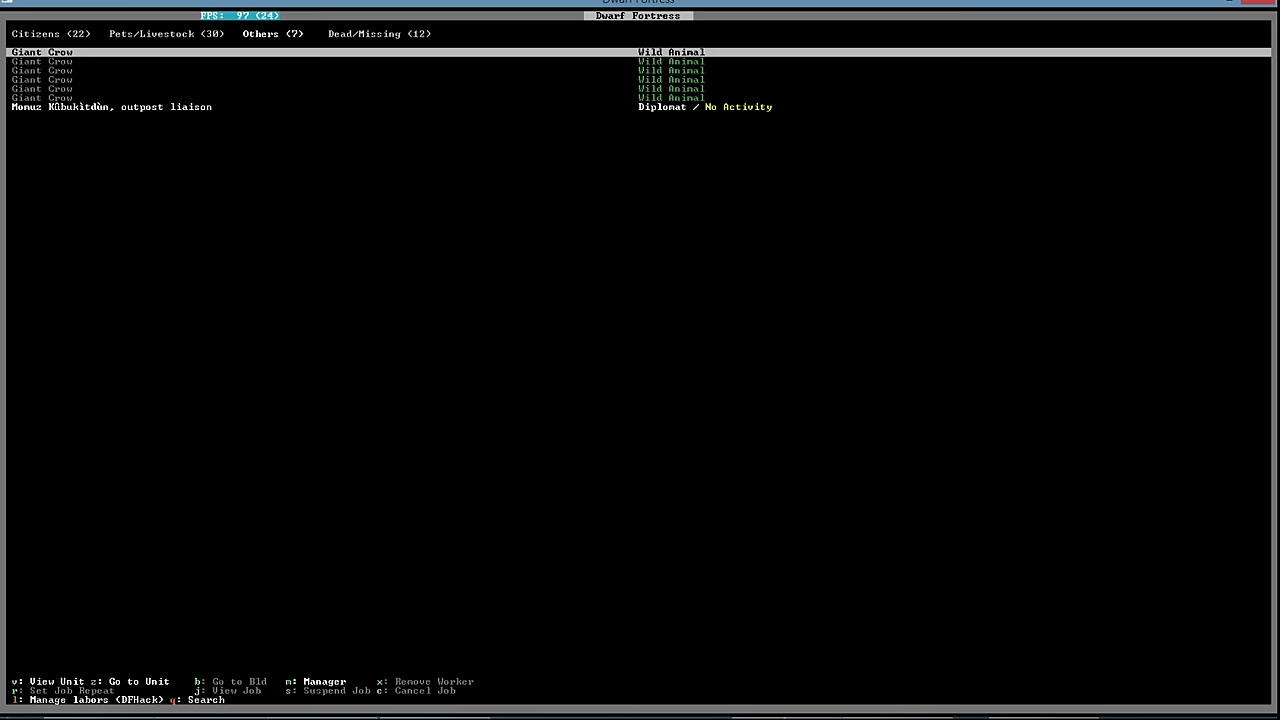 Dwarf Fortress
FPS: 97 (24) Dwarf Fortress
Citizens (22) Pets/Livestock (30) Others (7) Dead/Missing (12)
Giant Crow Wild Animal
Giant Crow Wild Animal
Giant Crow Wild Animal
Giant Crow Wild Animal
Giant Crow Wild Animal
Giant Crow Wild Animal
outpost liaison Diplomat / No Activity
v: View Unit z: Go to Unit b: Go to Bld m: Manager x: Remove Worker
r: Set Job Repeat j: View Job s: Suspend Job c: Cancel Job
l: Manage labors (DFHack) q: Search